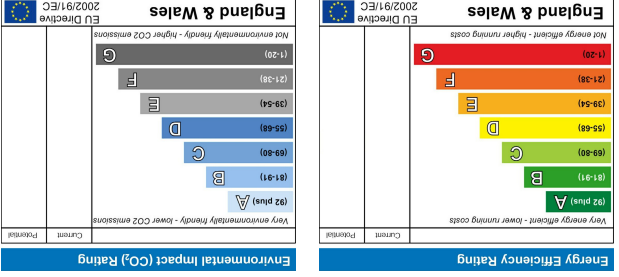 Energy Efficiency Rating
Current Potential
Very energy efficient - lower running costs
(92 plus) A
(81-91) B
(69-80) C
(55-68) D
(39-54) E
(21-38) F
(1-20) G
Not energy efficient - higher running costs
England & Wales
EU Directive
2002/91/EC
Environmental Impact (CO₂) Rating
Current Potential
Very environmentally friendly - lower CO2 emissions
(92 plus) A
(81-91) B
(69-80) C
(55-68) D
(39-54) E
(21-38) F
(1-20) G
Not environmentally friendly - higher CO2 emissions
England & Wales
EU Directive
2002/91/EC